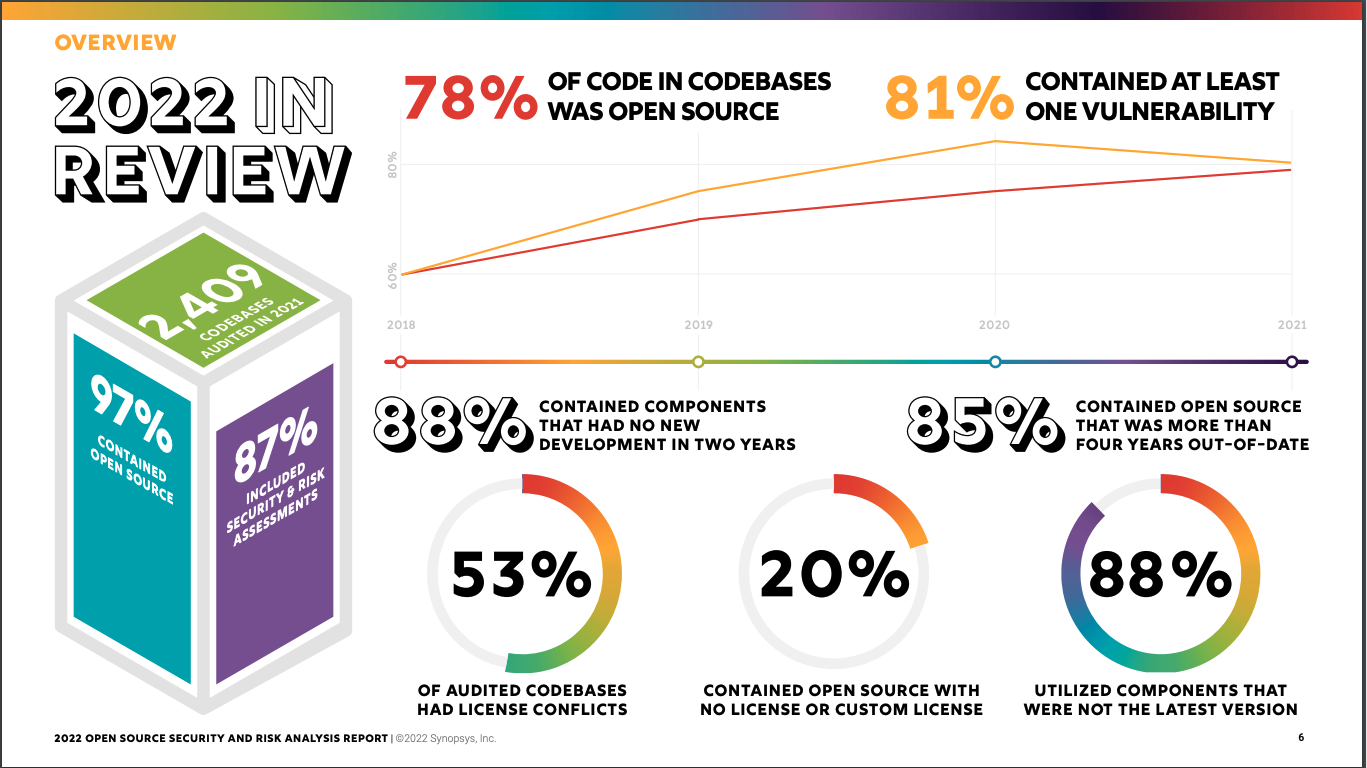 OVERVIEW
2022 IN
REVIEW
2,409
CODEBASES
AUDITED IN 2021
97%
CONTAINED
OPEN SOURCE
87%
INCLUDED
SECURITY & RISK
ASSESSMENTS
78% OF CODE IN CODEBASES
WAS OPEN SOURCE
81% CONTAINED AT LEAST
ONE VULNERABILITY
80%
60%
2018 2019 2020 2021
88% CONTAINED COMPONENTS
THAT HAD NO NEW
DEVELOPMENT IN TWO YEARS
85% CONTAINED OPEN SOURCE
THAT WAS MORE THAN
FOUR YEARS OUT-OF-DATE
53%
OF AUDITED CODEBASES
HAD LICENSE CONFLICTS
20%
CONTAINED OPEN SOURCE WITH
NO LICENSE OR CUSTOM LICENSE
88%
UTILIZED COMPONENTS THAT
WERE NOT THE LATEST VERSION
2022 OPEN SOURCE SECURITY AND RISK ANALYSIS REPORT | ©2022 Synopsys, Inc.
6